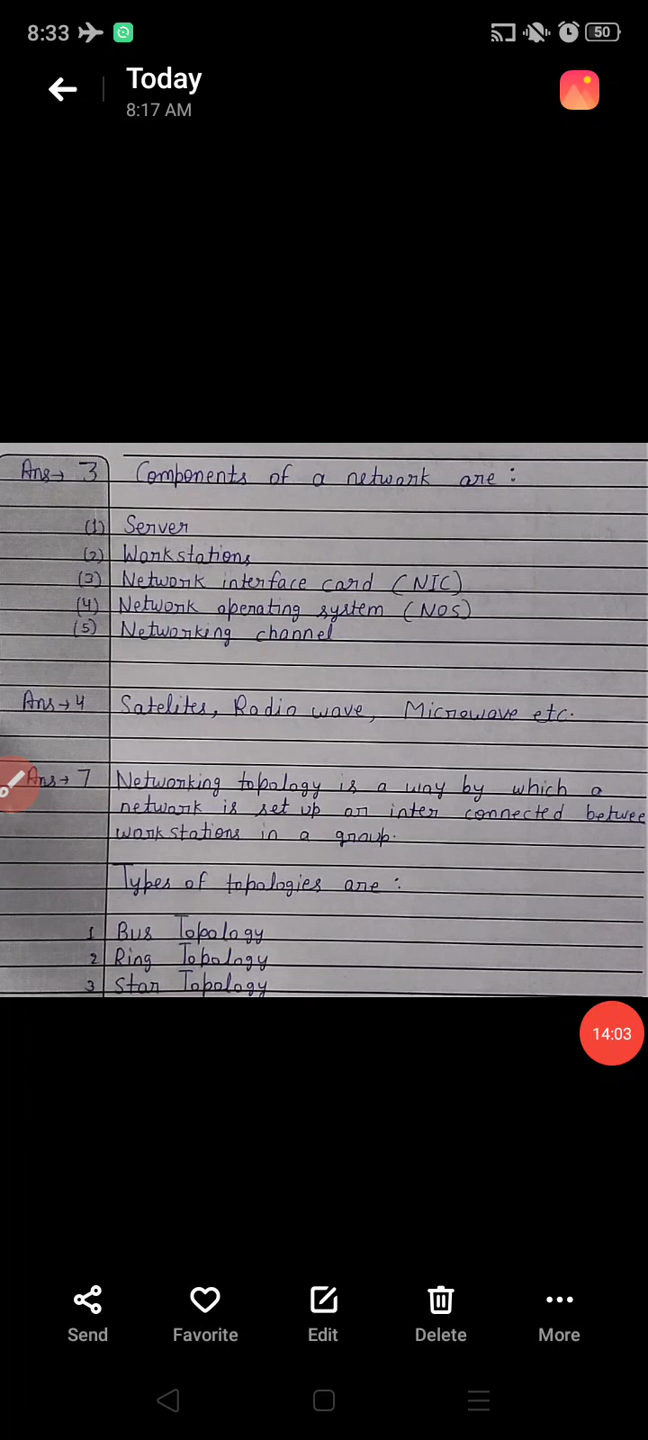 8:33
50
Today
8:17 AM
Ans→ 3 Components of a network are :
(1) Server
(2) Workstations
(3) Network interface card (NIC)
(4) Network operating system (NOS)
(5) Networking channel
Ans→4 Satelites, Radio wave, Microwave etc.
Ans→7 Networking topology is a way by which a
network is set up or inter connected betwee
workstations in a group.
Types of topologies are :
1 Bus Topology
2 Ring Topology
3 Star Topology
14:03
Send Favorite Edit Delete More